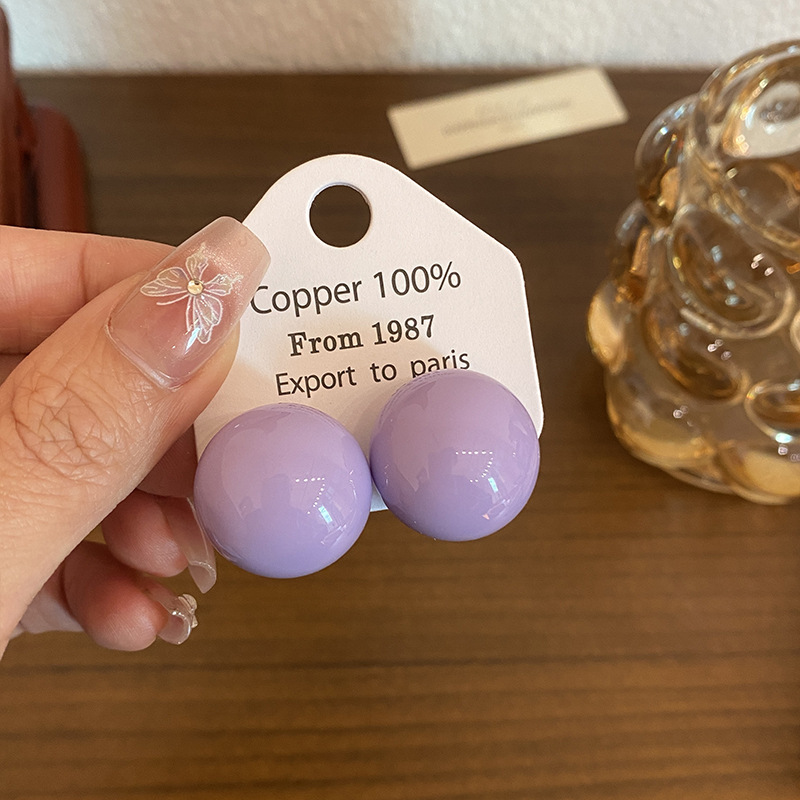 Copper 100%
From 1987
Export to paris